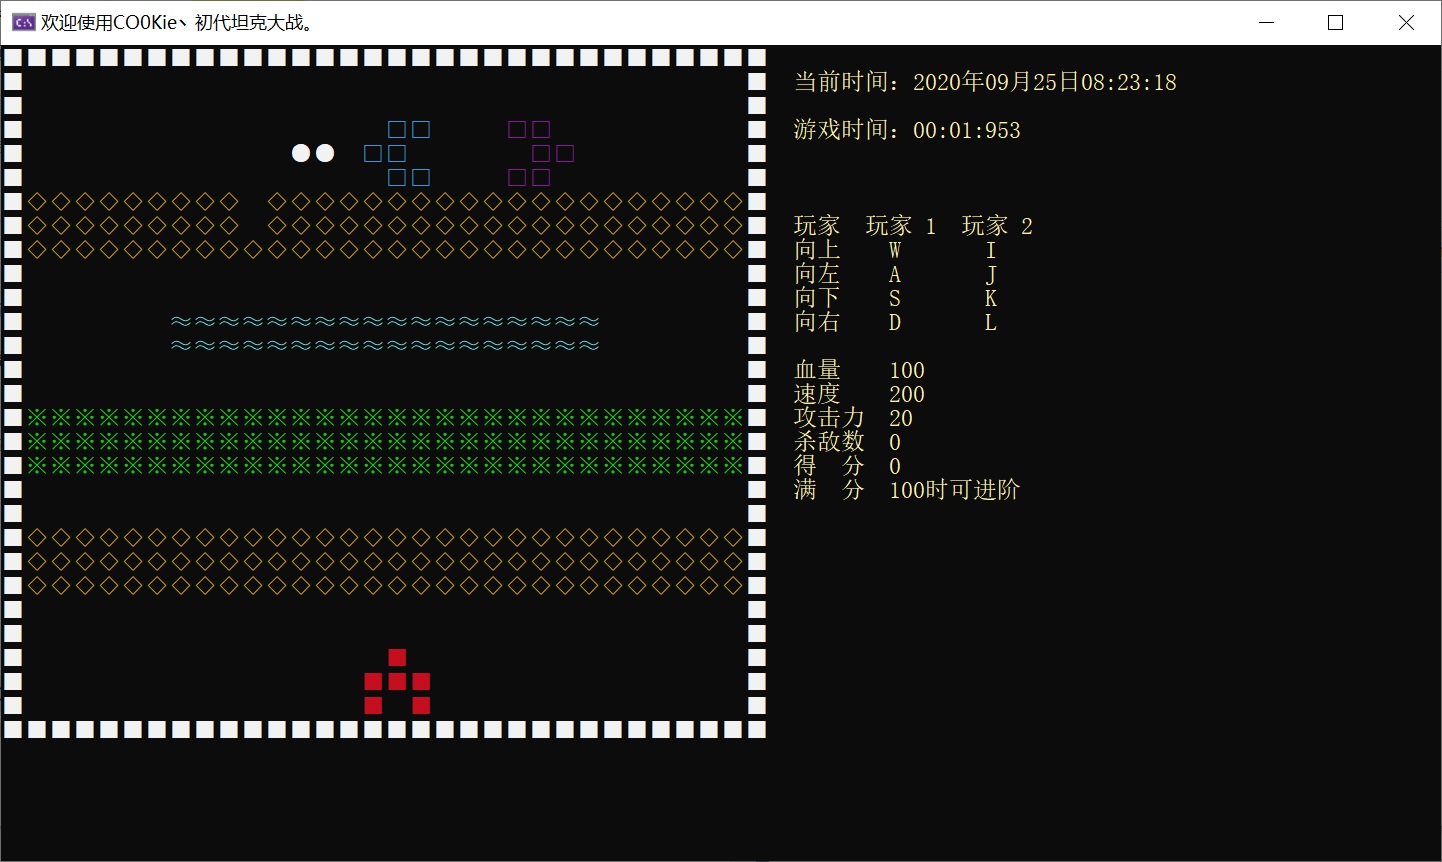 欢迎使用CO0Kie丶初代坦克大战。
当前时间：2020年09月25日08:23:18
游戏时间：00:01:953
玩家 玩家 1 玩家 2
向上 W I
向左 A J
向下 S K
向右 D L
血量 100
速度 200
攻击力 20
杀敌数 0
得 分 0
满 分 100时可进阶